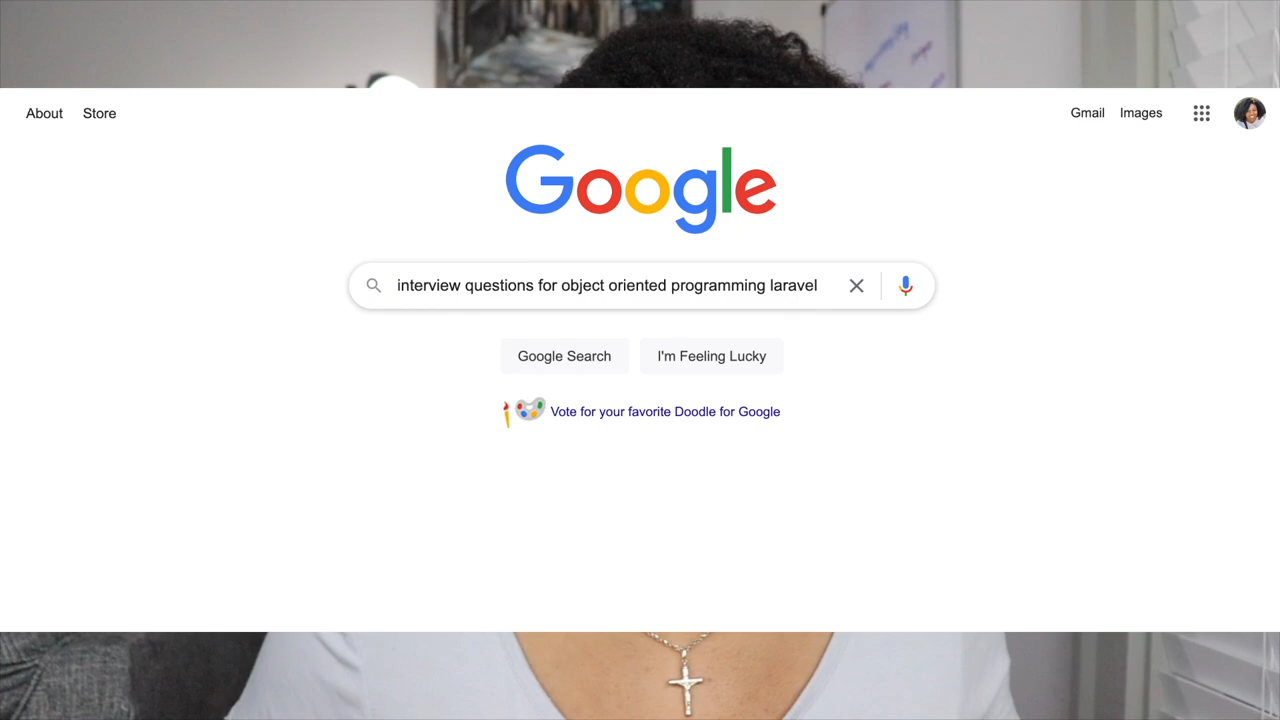 About Store
Gmail Images
Google
interview questions for object oriented programming laravel
Google Search I'm Feeling Lucky
Vote for your favorite Doodle for Google